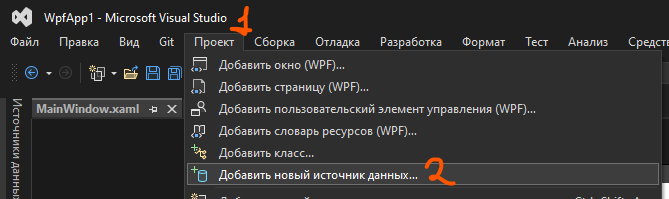 WpfApp1 - Microsoft Visual Studio
1
Файл Правка Вид Git Проект Сборка Отладка Разработка Формат Тест Анализ
Добавить окно (WPF)...
Добавить страницу (WPF)...
MainWindow.xaml
Добавить пользовательский элемент управления (WPF)...
Добавить словарь ресурсов (WPF)...
Добавить класс...
Добавить новый источник данных... 2
Источники